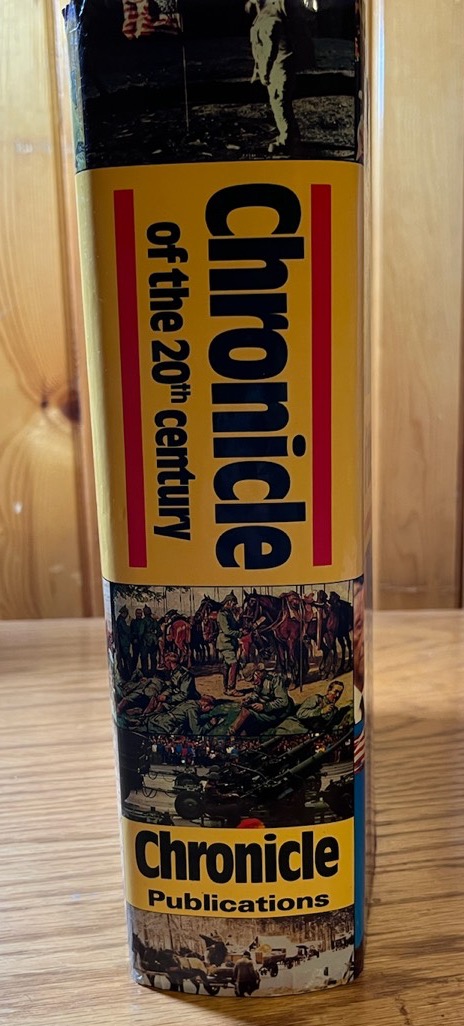 Chronicle
of the 20th century
Chronicle
Publications